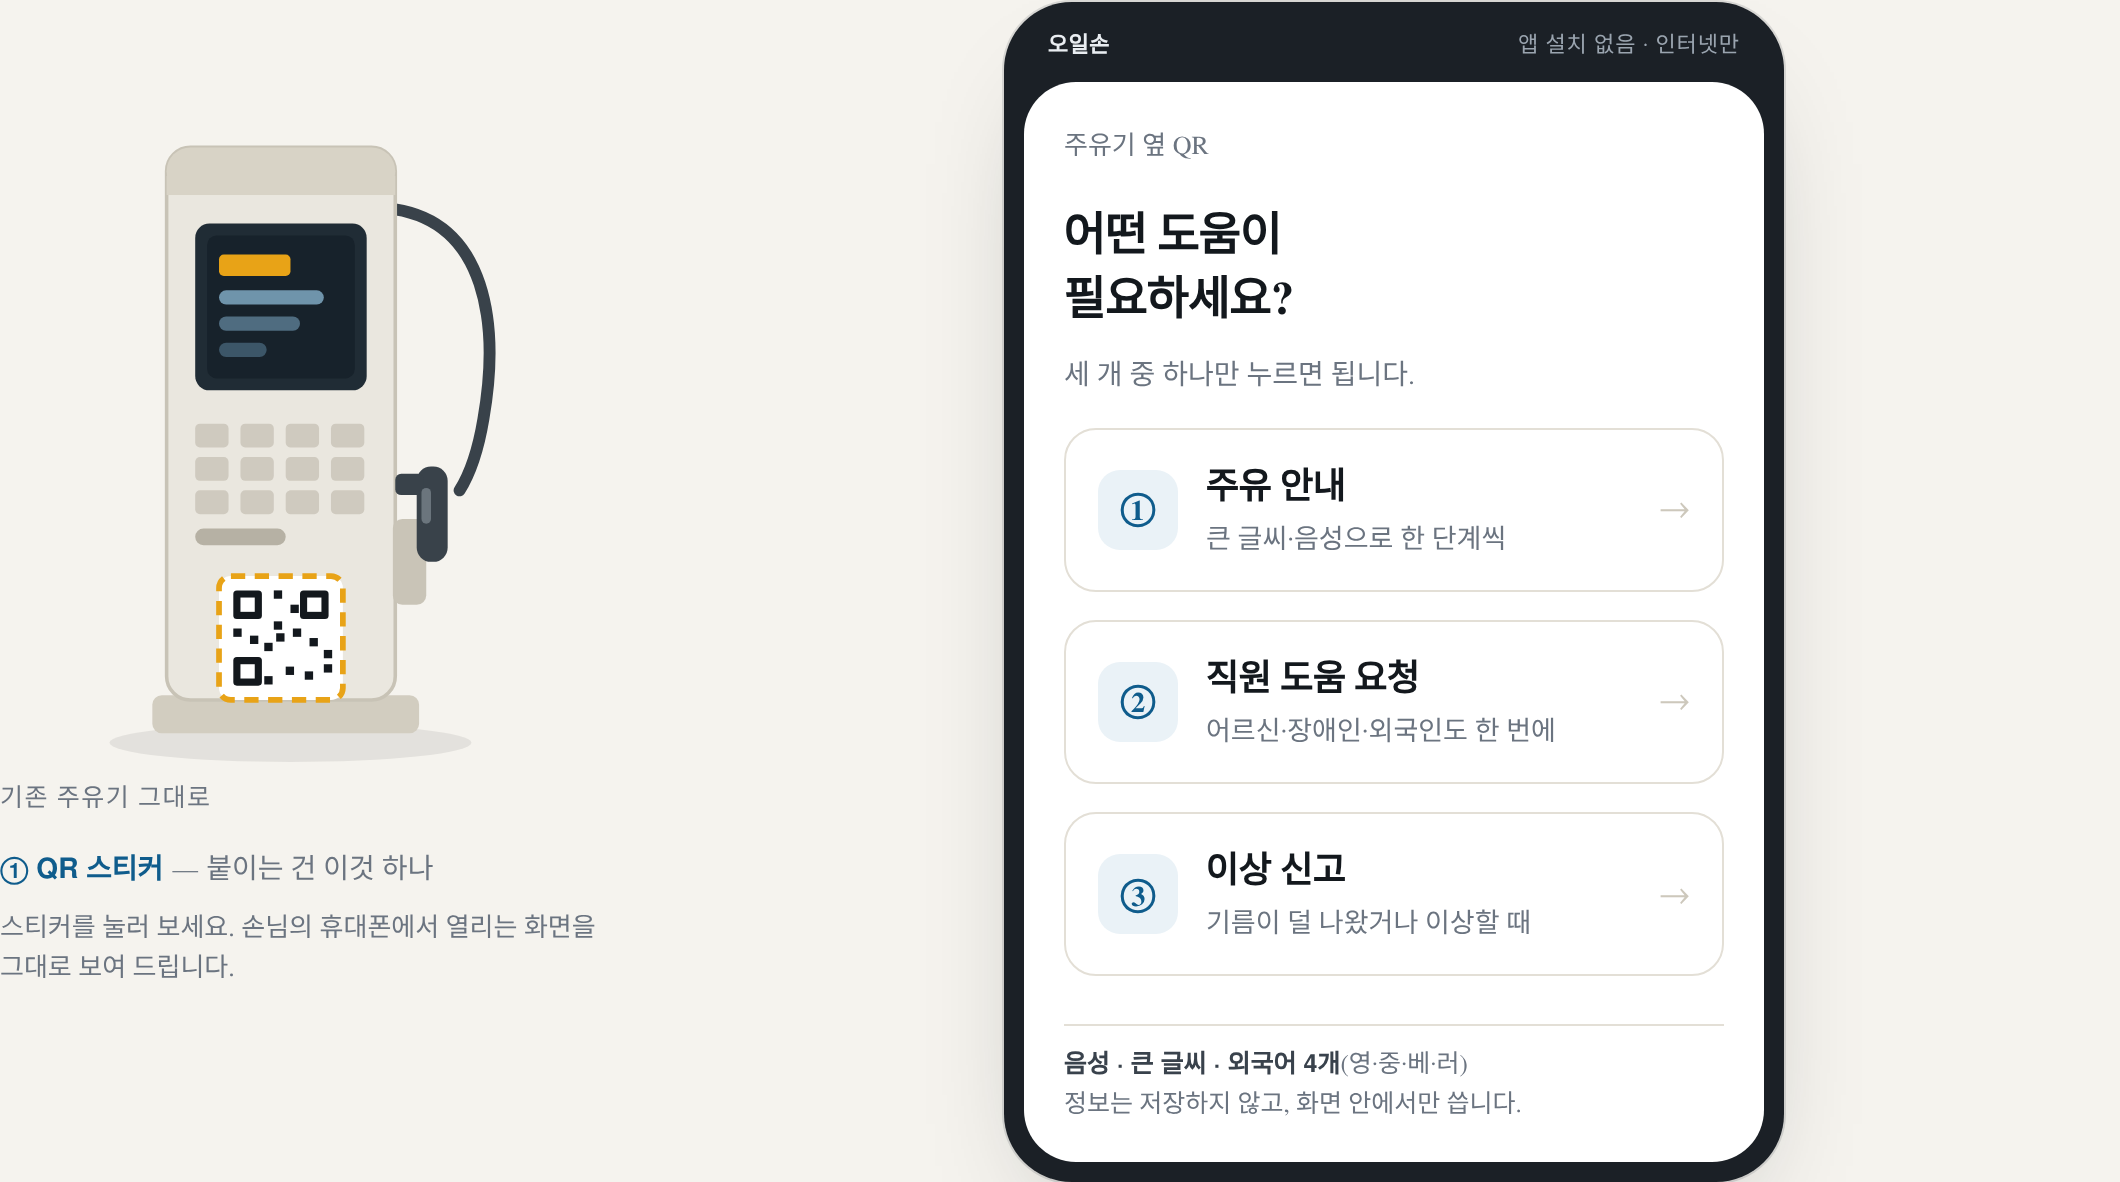 기존 주유기 그대로
① QR 스티커 — 붙이는 건 이것 하나
스티커를 눌러 보세요. 손님의 휴대폰에서 열리는 화면을
그대로 보여 드립니다.
오일손
앱 설치 없음 · 인터넷만
주유기 옆 QR
어떤 도움이
필요하세요?
세 개 중 하나만 누르면 됩니다.
①
주유 안내
→
큰 글씨·음성으로 한 단계씩
②
직원 도움 요청
→
어르신·장애인·외국인도 한 번에
③
이상 신고
→
기름이 덜 나왔거나 이상할 때
음성 · 큰 글씨 · 외국어 4개(영·중·베·러)
정보는 저장하지 않고, 화면 안에서만 씁니다.